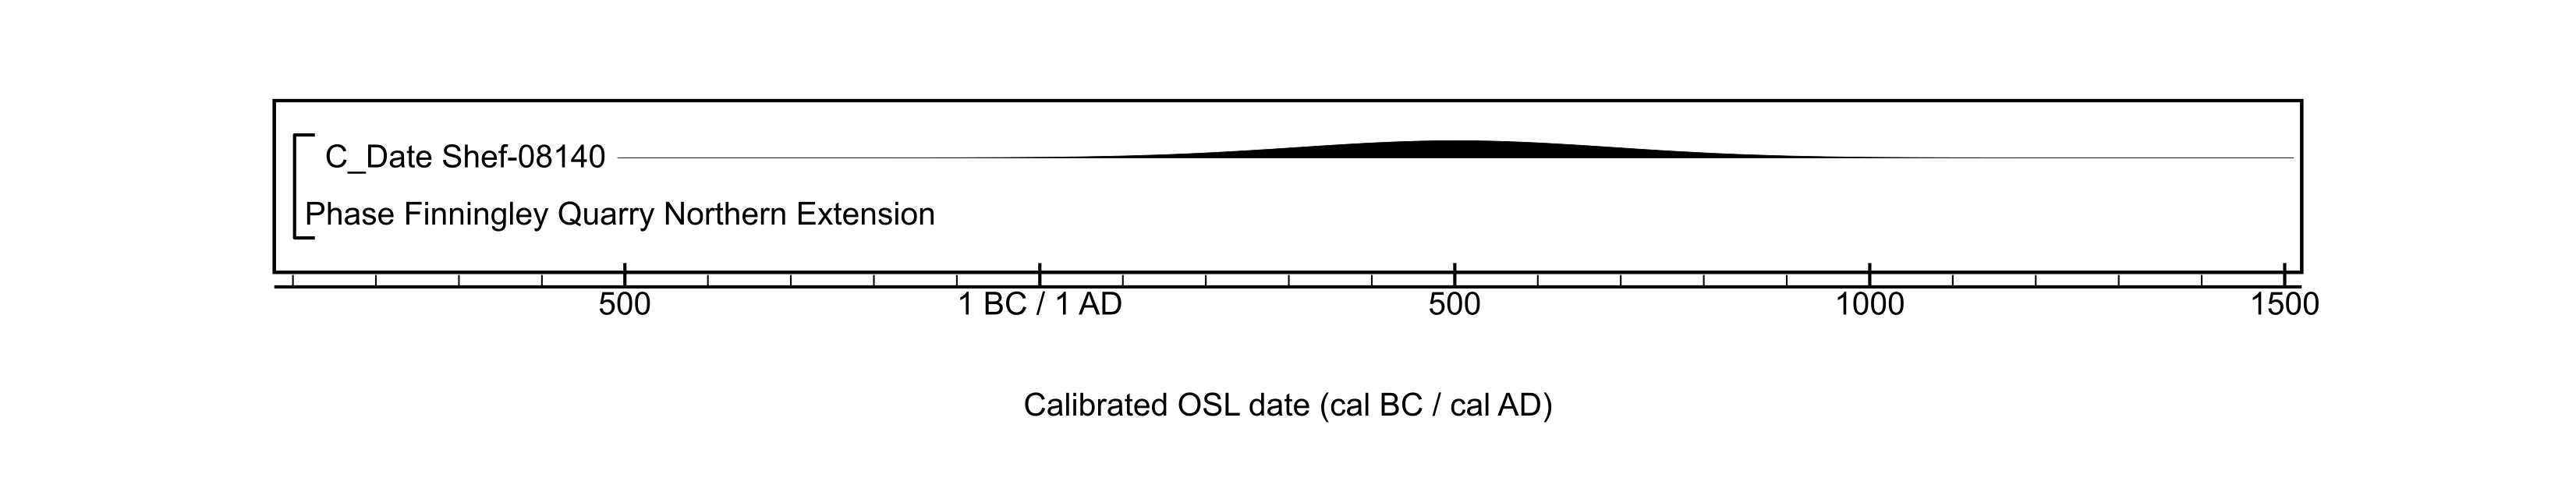 C_Date Shef-08140
Phase Finningley Quarry Northern Extension
500 1 BC / 1 AD 500 1000 1500
Calibrated OSL date (cal BC / cal AD)